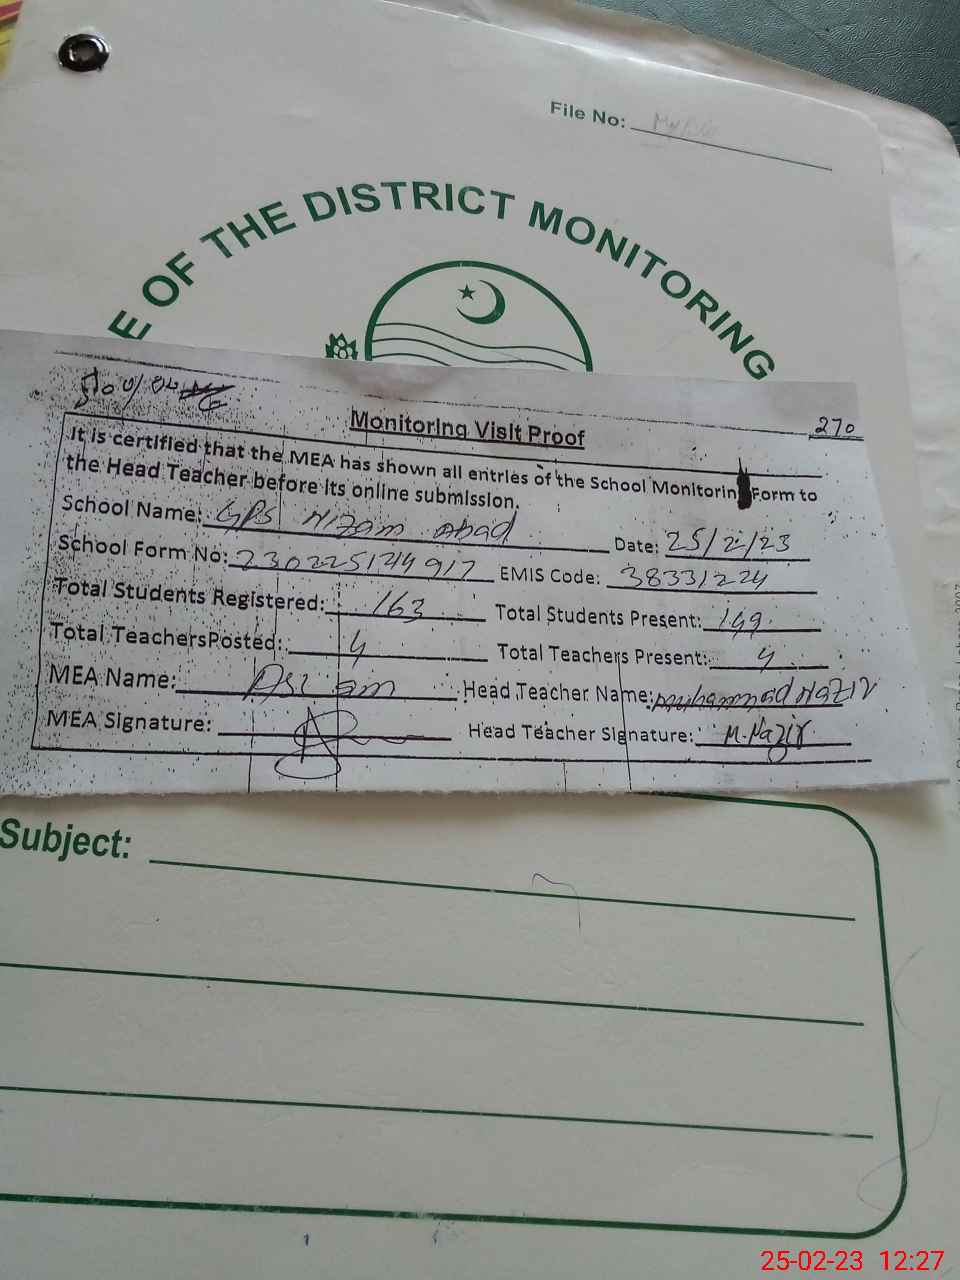 File No:
E OF THE DISTRICT MONITORING
270
Monitoring Visit Proof
It is certified that the MEA has shown all entries of the School Monitoring Form to
the Head Teacher before its online submission.
School Name: GPS Nizam Abad Date: 25/2/23
School Form No: 230225124917 EMIS Code: 38331224
Total Students Registered: 163 Total Students Present: 149
Total TeachersPosted: 4 Total Teachers Present: 4
MEA Name: Aslam Head Teacher Name: Muhammad Nazir
MEA Signature: Head Teacher Signature: M.Nazir
Subject:
25-02-23 12:27